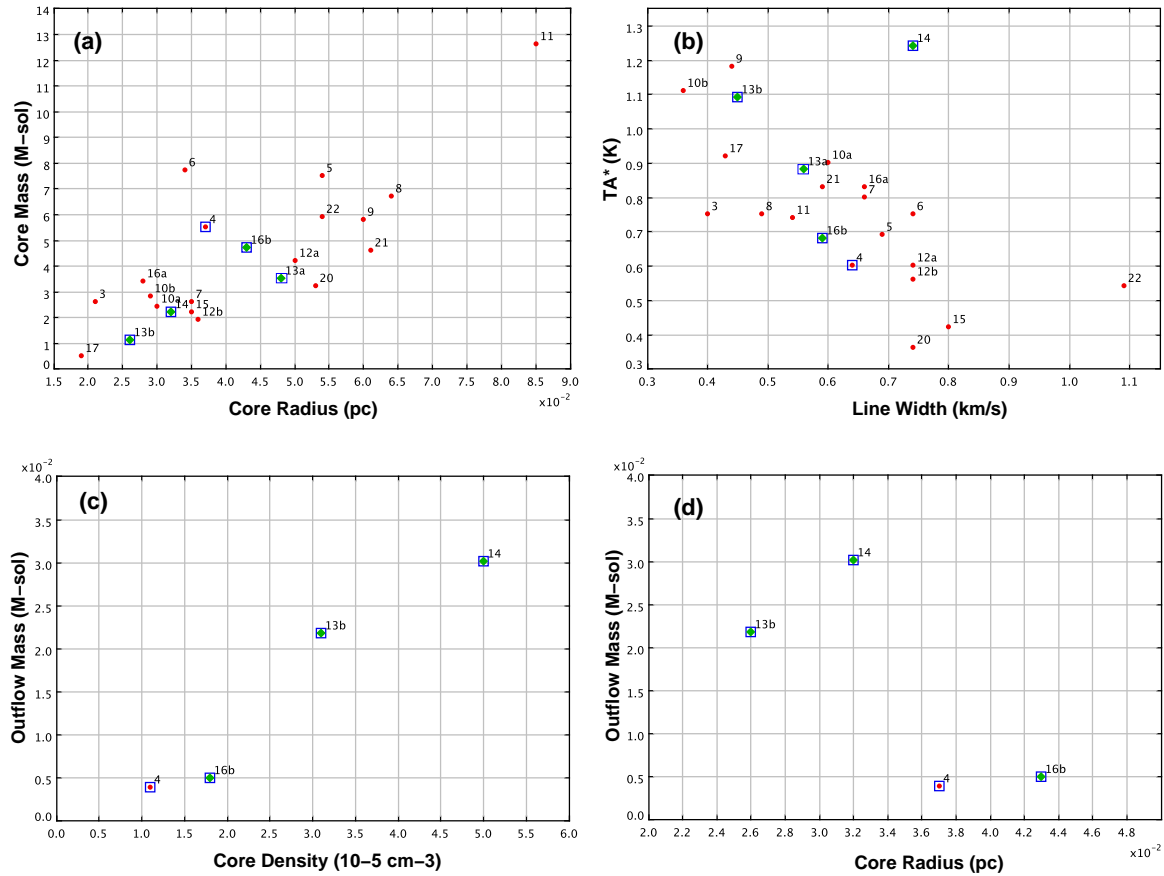 (a)
14
13
12
11
10
9
8
7
6
5
4
3
2
1
0
Core Mass (M−sol)
11
6
5
8
22
9
4
16b
21
12a
13a
20
16a
10b
10a
14
7
15
12b
3
13b
17
1.5 2.0 2.5 3.0 3.5 4.0 4.5 5.0 5.5 6.0 6.5 7.0 7.5 8.0 8.5 9.0
×10⁻²
Core Radius (pc)
(b)
1.3
1.2
1.1
1.0
0.9
0.8
0.7
0.6
0.5
0.4
0.3
TA* (K)
14
9
10b
13b
17
13a
10a
21
16a
7
3
8
11
6
16b
5
4
12a
12b
22
15
20
0.3 0.4 0.5 0.6 0.7 0.8 0.9 1.0 1.1
Line Width (km/s)
×10⁻²
(c)
4.0
3.5
3.0
2.5
2.0
1.5
1.0
0.5
0.0
Outflow Mass (M−sol)
14
13b
4
16b
0.0 0.5 1.0 1.5 2.0 2.5 3.0 3.5 4.0 4.5 5.0 5.5 6.0
Core Density (10−5 cm−3)
×10⁻²
(d)
4.0
3.5
3.0
2.5
2.0
1.5
1.0
0.5
0.0
Outflow Mass (M−sol)
14
13b
4
16b
2.0 2.2 2.4 2.6 2.8 3.0 3.2 3.4 3.6 3.8 4.0 4.2 4.4 4.6 4.8
×10⁻²
Core Radius (pc)